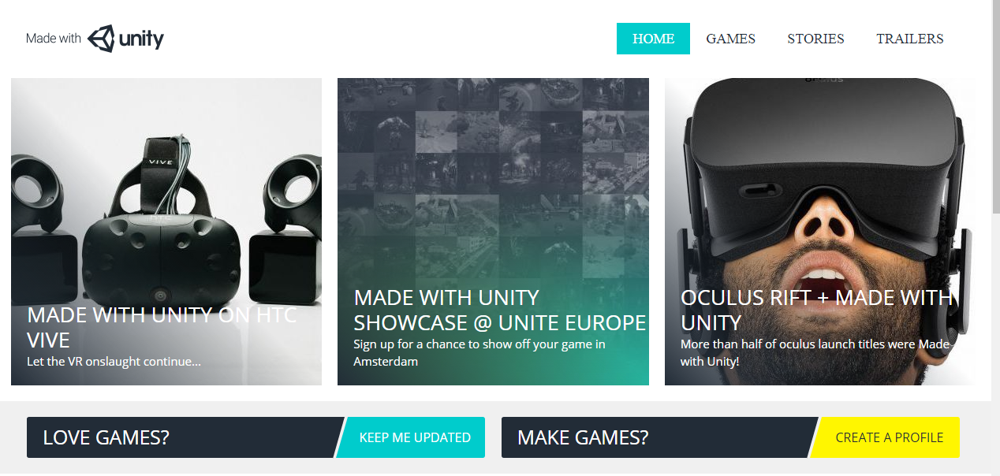 Made with unity
HOME GAMES STORIES TRAILERS
VIVE
HTC
MADE WITH UNITY ON HTC
VIVE
Let the VR onslaught continue...
MADE WITH UNITY
SHOWCASE @ UNITE EUROPE
Sign up for a chance to show off your game in
Amsterdam
oculus
OCULUS RIFT + MADE WITH
UNITY
More than half of oculus launch titles were Made
with Unity!
LOVE GAMES? KEEP ME UPDATED
MAKE GAMES? CREATE A PROFILE